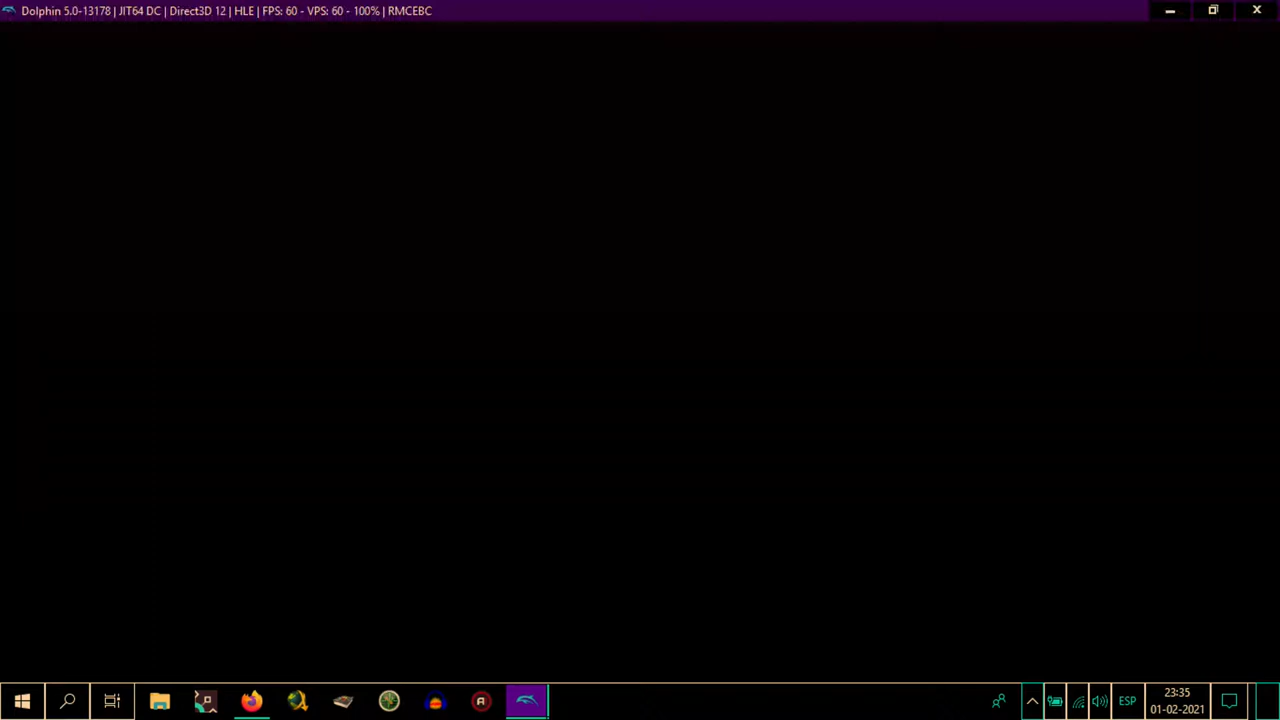 Dolphin 5.0-13178 | JIT64 DC | Direct3D 12 | HLE | FPS: 60 - VPS: 60 - 100% | RMCEBC
ESP
23:35
01-02-2021